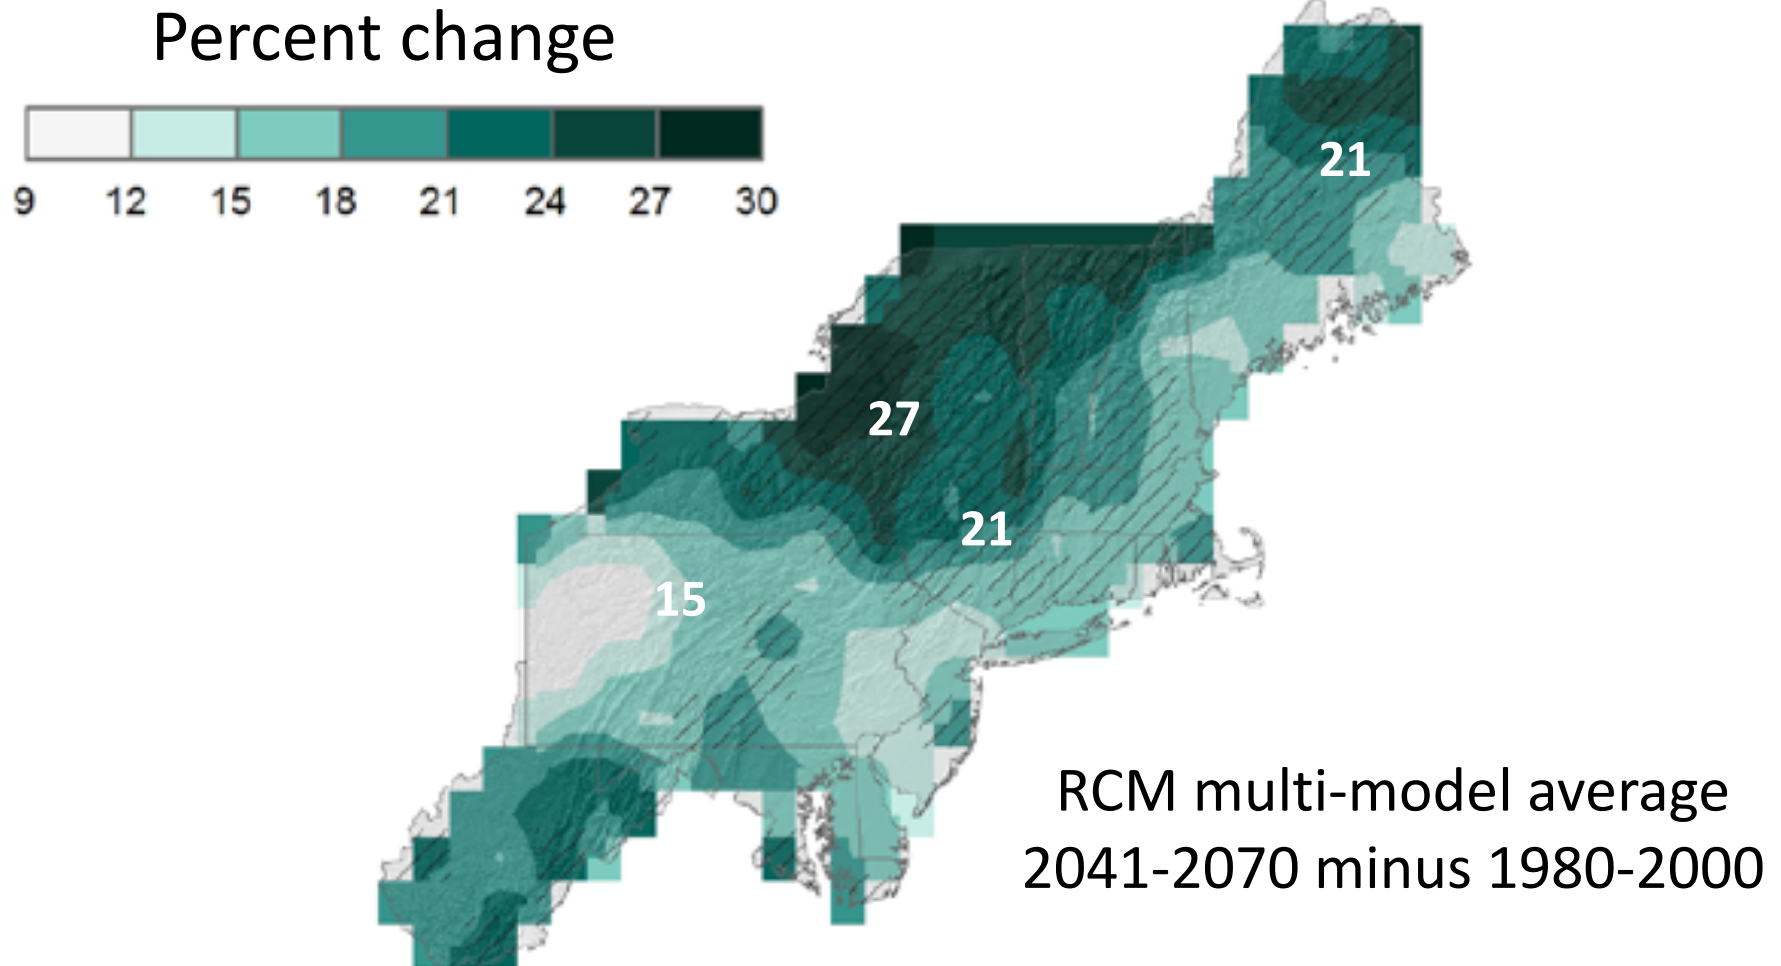 Percent change
9 12 15 18 21 24 27 30
21
27
21
15
RCM multi-model average
2041-2070 minus 1980-2000